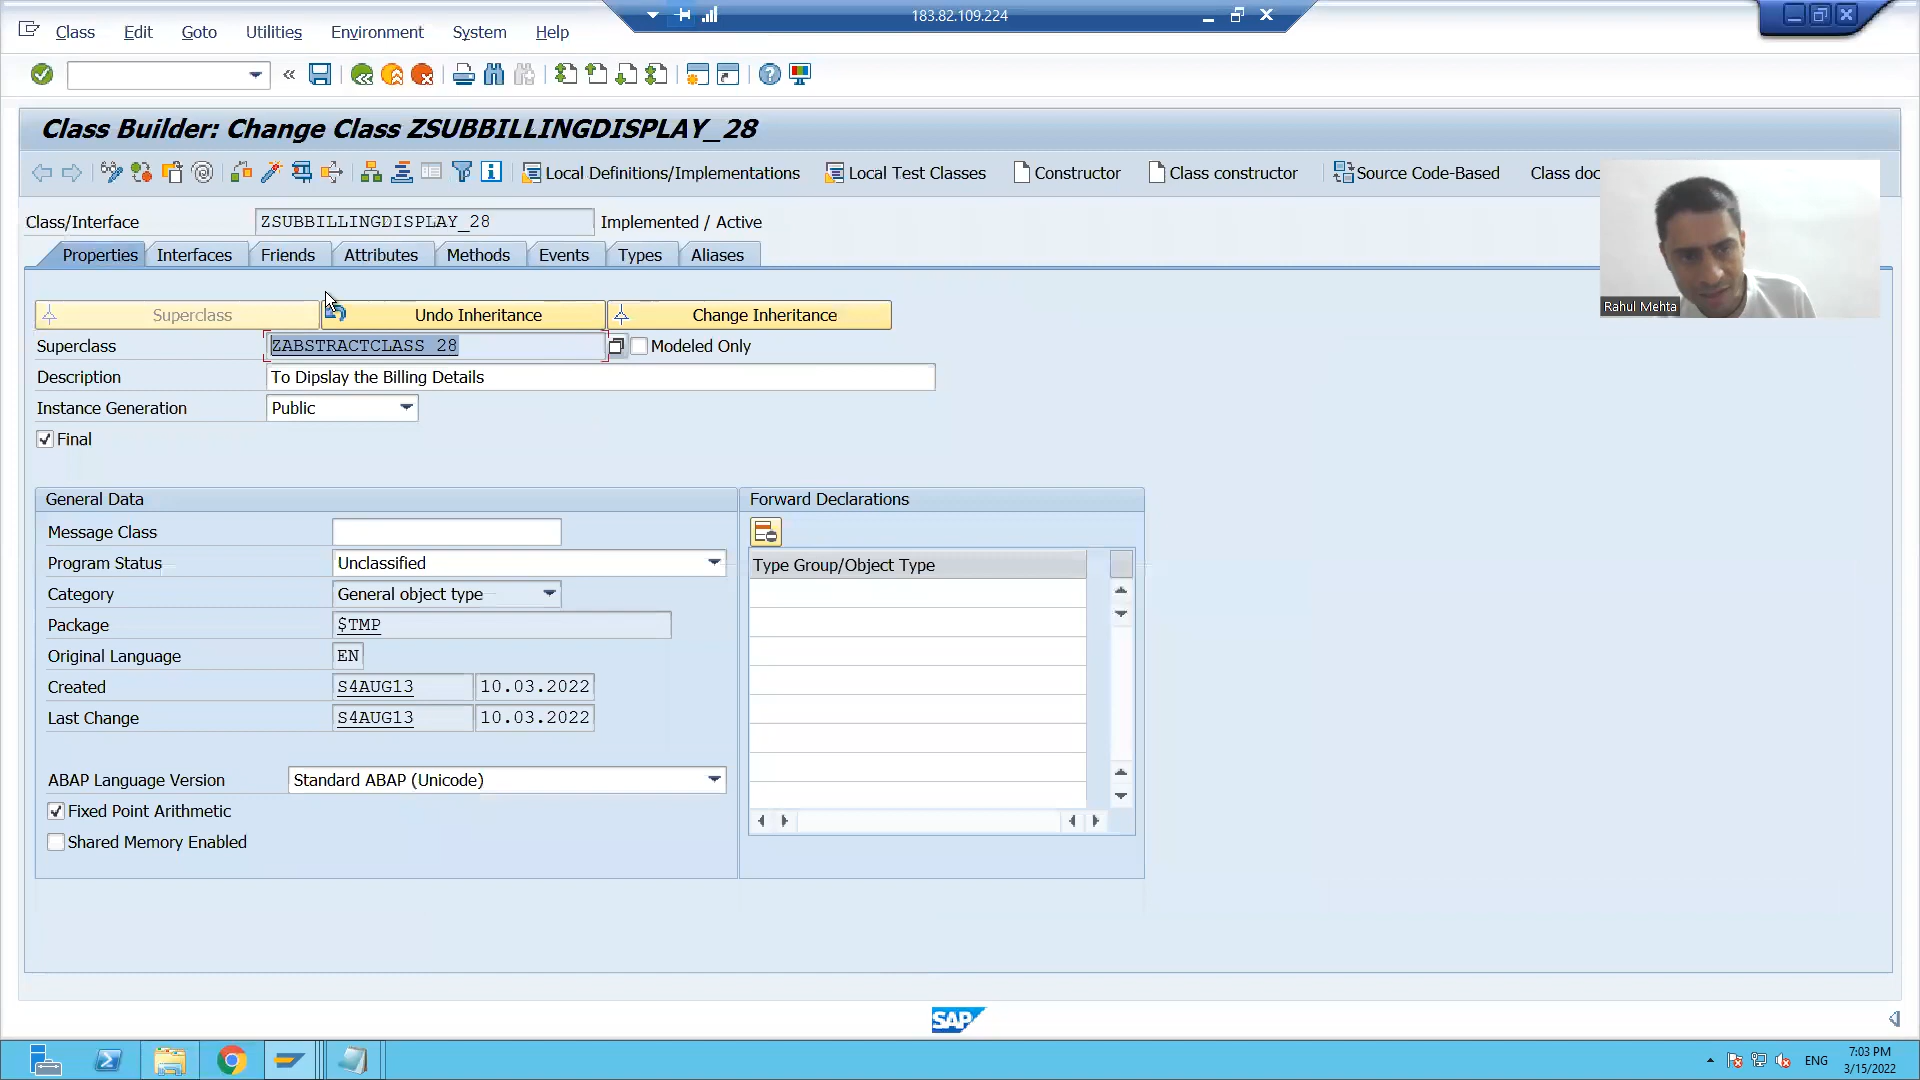 183.82.109.224
Class Edit Goto Utilities Environment System Help
Class Builder: Change Class ZSUBBILLINGDISPLAY_28
Local Definitions/Implementations Local Test Classes Constructor Class constructor Source Code-Based Class doc
Class/Interface ZSUBBILLINGDISPLAY_28 Implemented / Active
Properties Interfaces Friends Attributes Methods Events Types Aliases
Rahul Mehta
Superclass Undo Inheritance Change Inheritance
Superclass ZABSTRACTCLASS_28 Modeled Only
Description To Dipslay the Billing Details
Instance Generation Public
Final
General Data Forward Declarations
Message Class
Program Status Unclassified
Type Group/Object Type
Category General object type
Package $TMP
Original Language EN
Created S4AUG13 10.03.2022
Last Change S4AUG13 10.03.2022
ABAP Language Version Standard ABAP (Unicode)
Fixed Point Arithmetic
Shared Memory Enabled
SAP
ENG 7:03 PM
3/15/2022